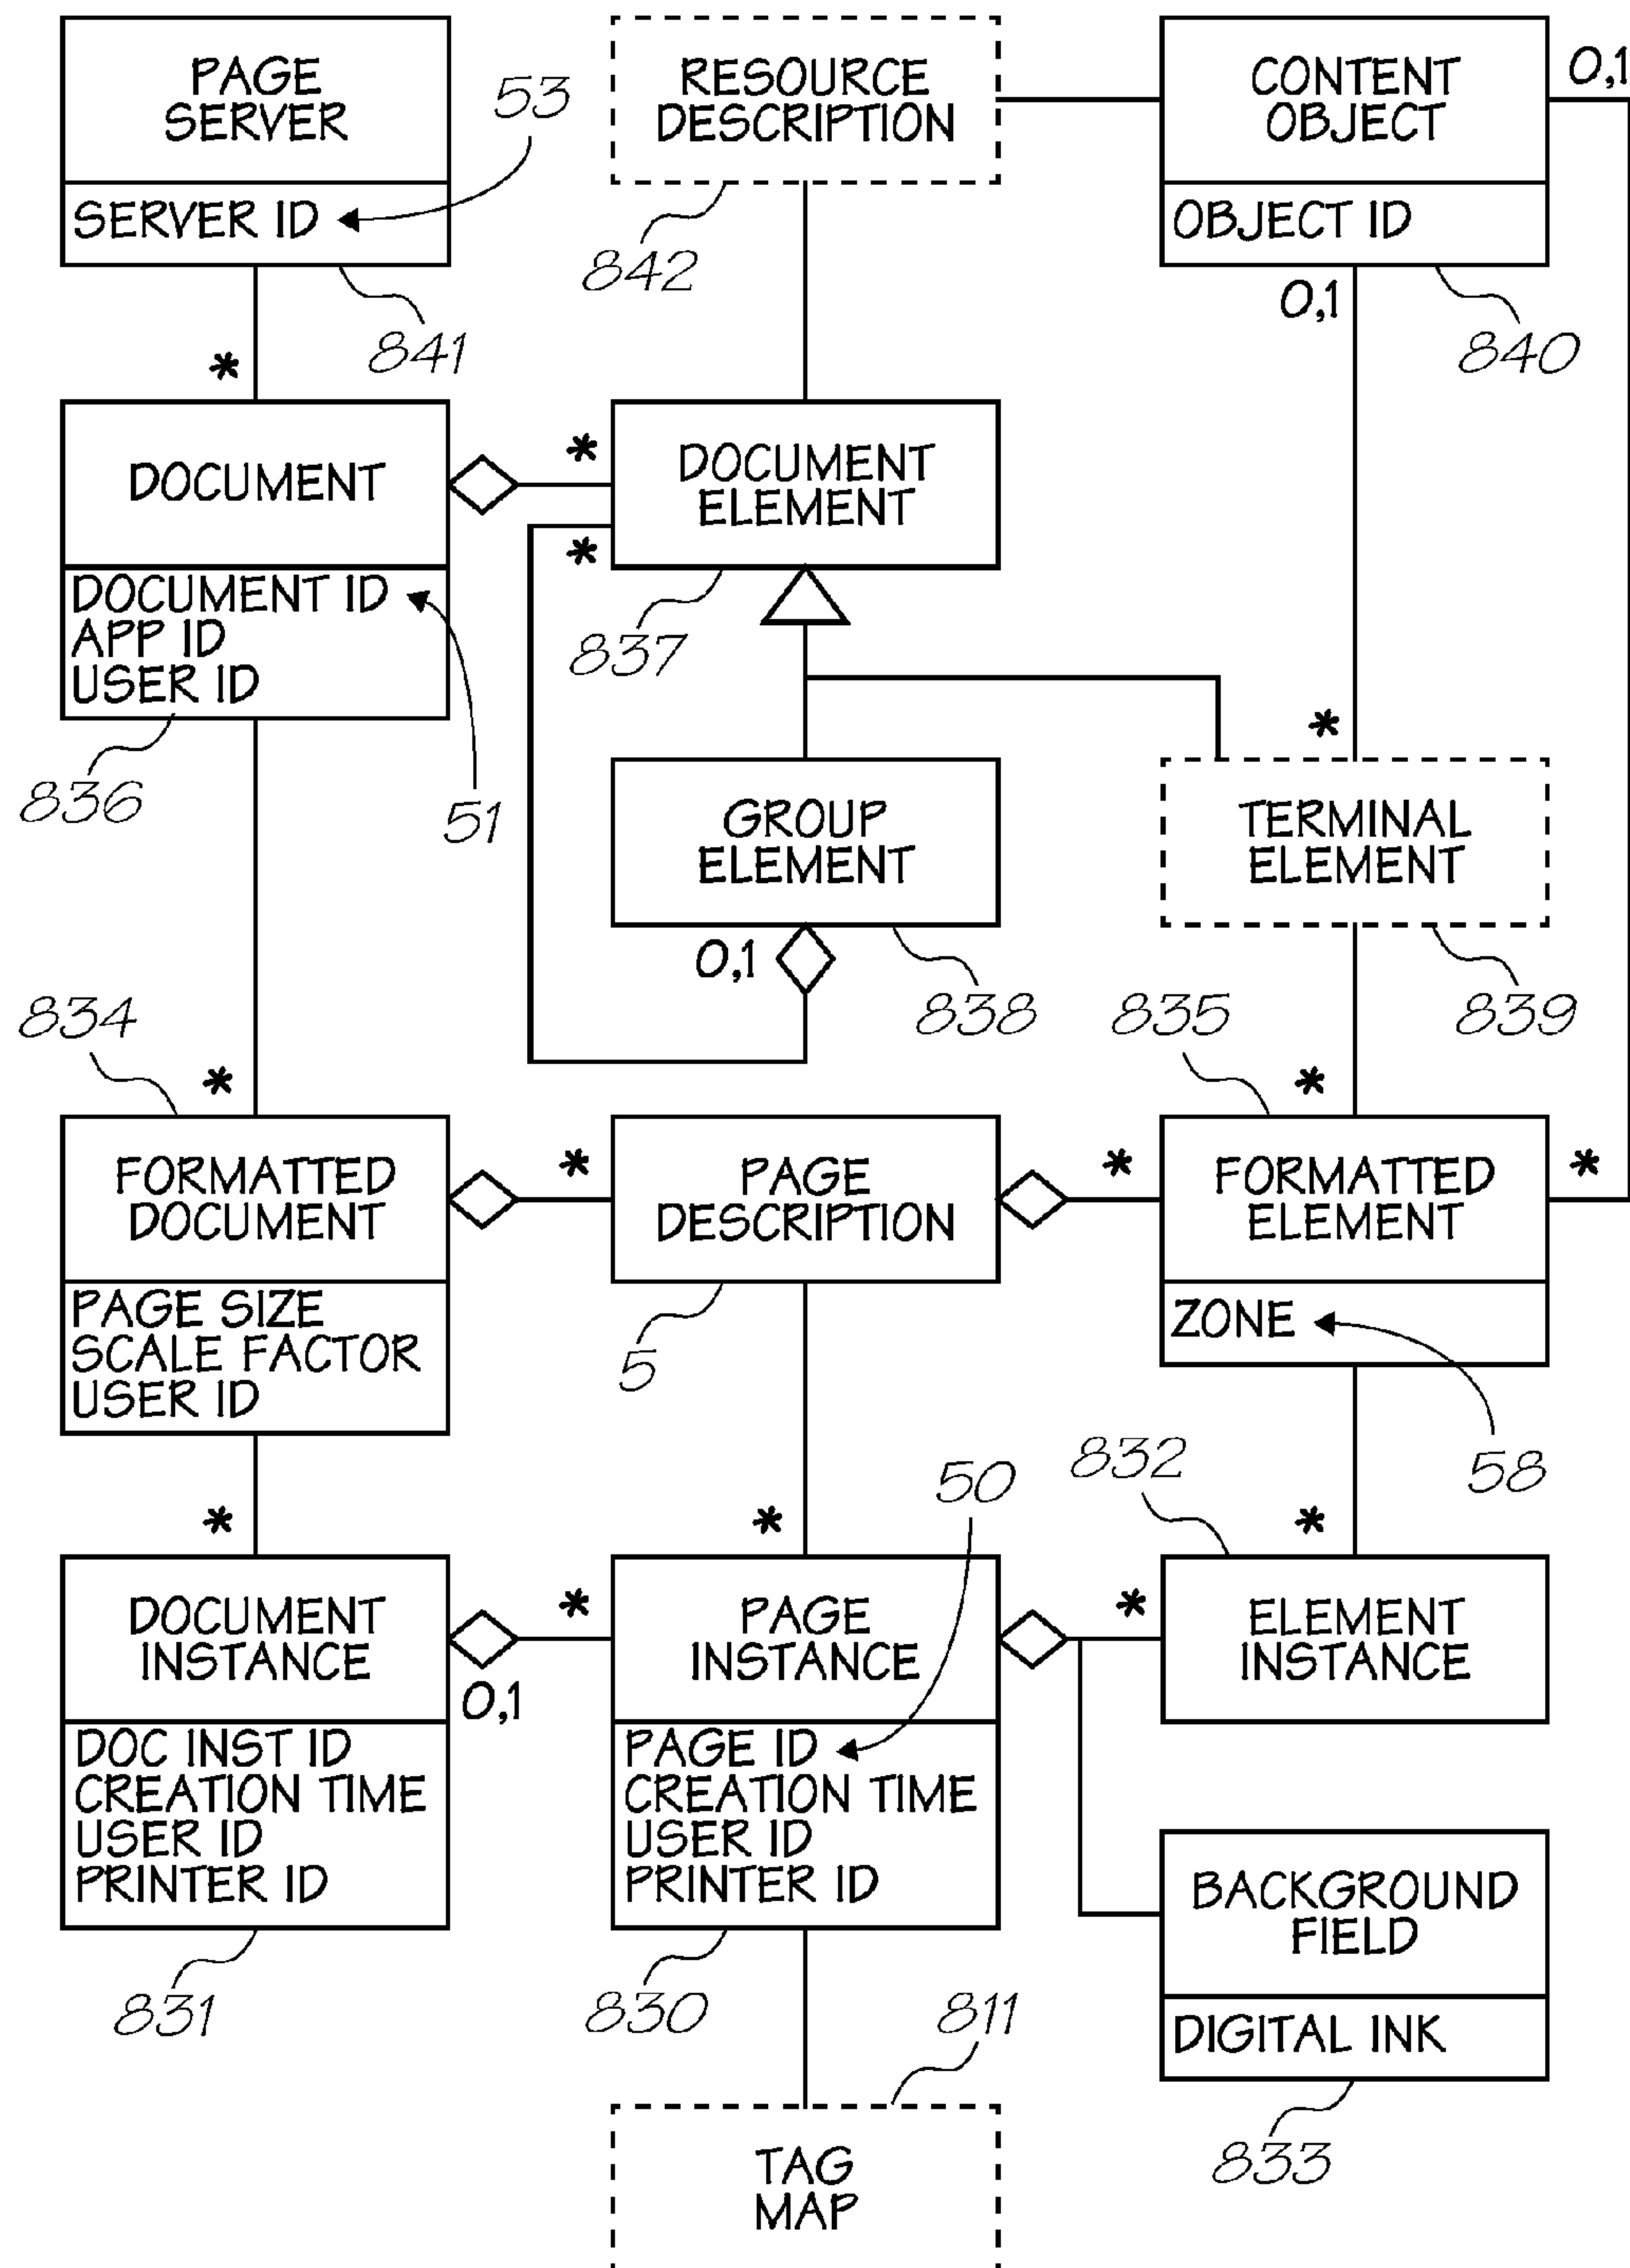 PAGE
SERVER
SERVER ID
53
841
RESOURCE
DESCRIPTION
842
CONTENT
OBJECT
OBJECT ID
0,1
0,1
840
*
DOCUMENT
DOCUMENT ID
APP ID
USER ID
836
51
*
*
DOCUMENT
ELEMENT
837
GROUP
ELEMENT
0,1
838
*
TERMINAL
ELEMENT
839
834
*
FORMATTED
DOCUMENT
PAGE SIZE
SCALE FACTOR
USER ID
*
PAGE
DESCRIPTION
5
835
*
*
FORMATTED
ELEMENT
*
ZONE
58
*
DOCUMENT
INSTANCE
0,1
DOC INST ID
CREATION TIME
USER ID
PRINTER ID
831
50
*
*
PAGE
INSTANCE
PAGE ID
CREATION TIME
USER ID
PRINTER ID
830
832
*
*
ELEMENT
INSTANCE
BACKGROUND
FIELD
DIGITAL INK
833
811
TAG
MAP